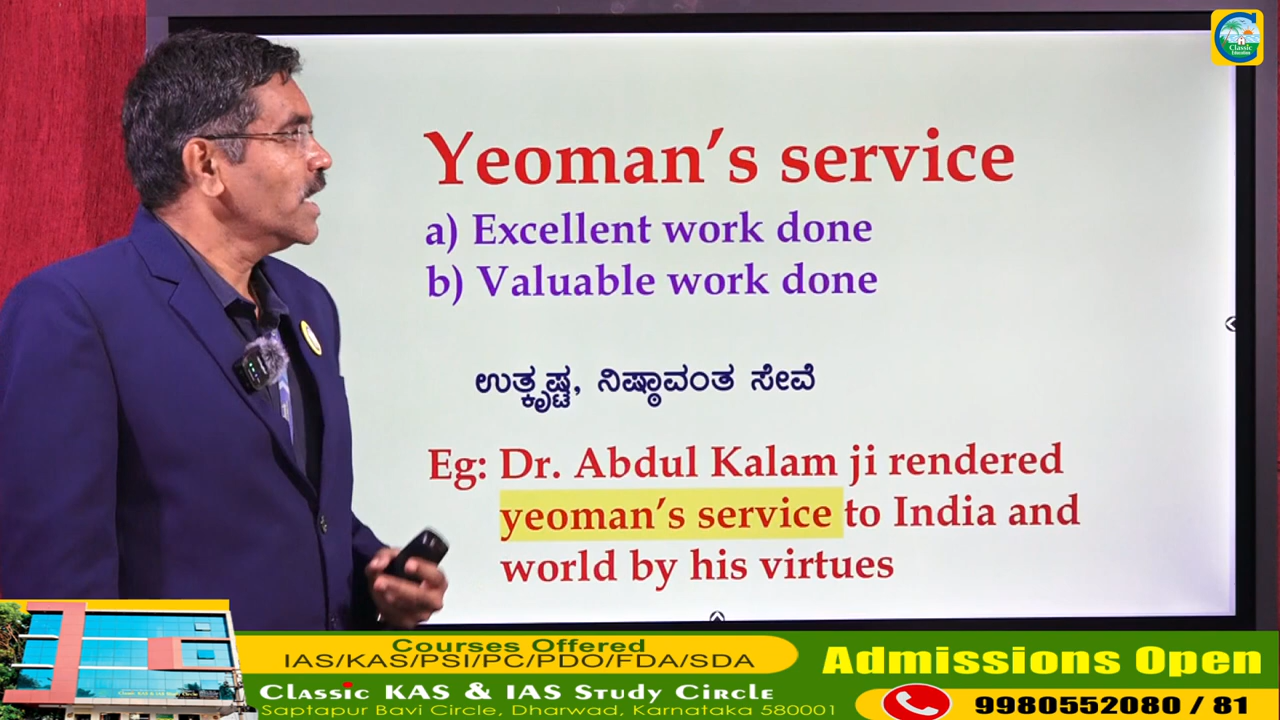 Classic
Education
Yeoman's service
a) Excellent work done
b) Valuable work done
ಉತ್ಕೃಷ್ಟ, ನಿಷ್ಠಾವಂತ ಸೇವೆ
Eg: Dr. Abdul Kalam ji rendered
yeoman's service to India and
world by his virtues
Courses Offered
IAS/KAS/PSI/PC/PDO/FDA/SDA
Classic KAS & IAS Study Circle
Saptapur Bavi Circle, Dharwad, Karnataka 580001
Admissions Open
9980552080 / 81